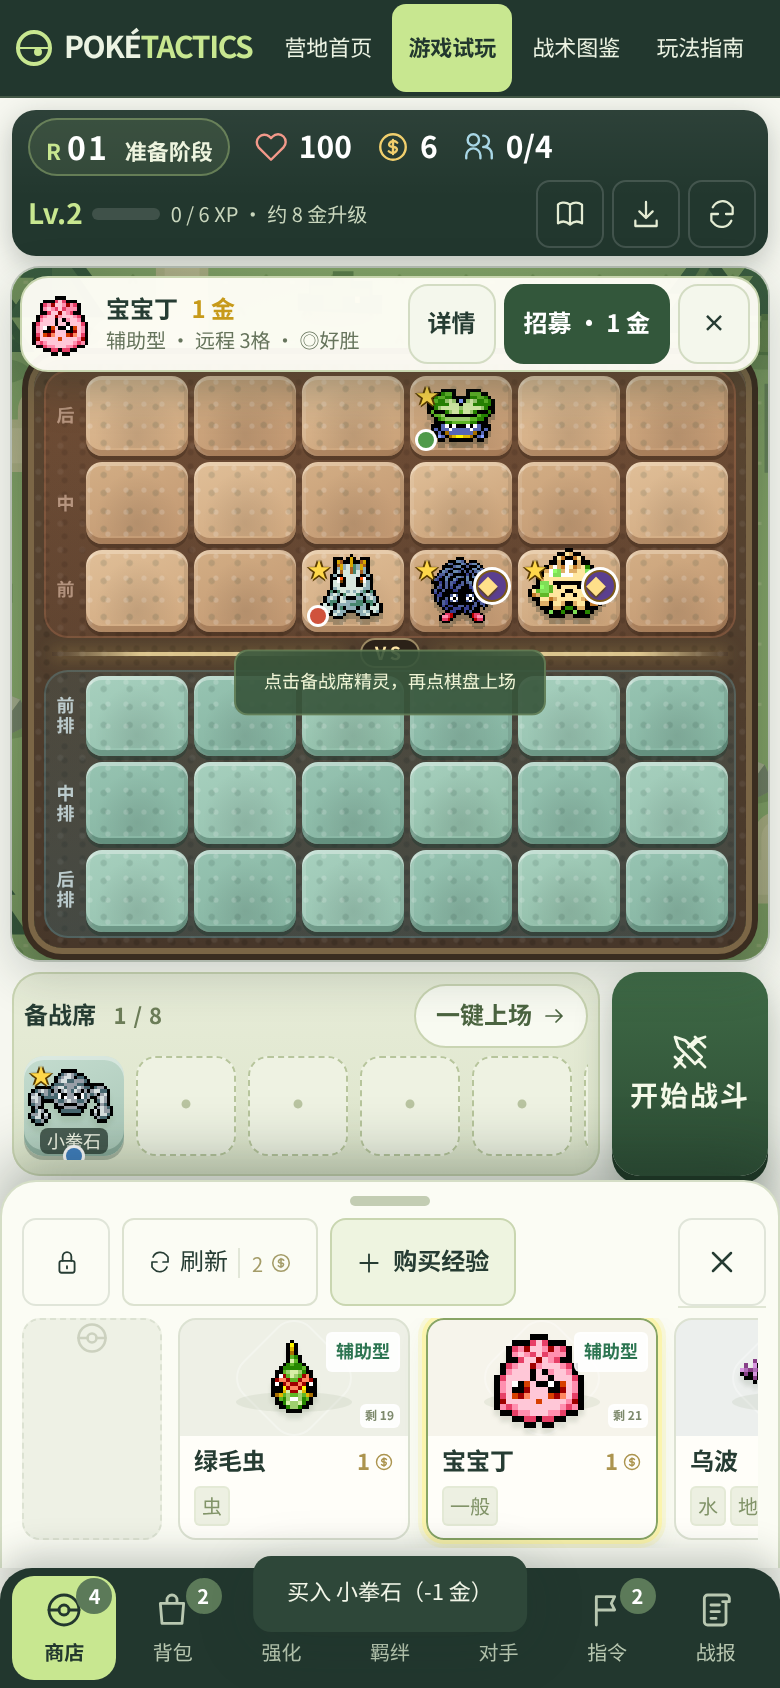 POKÉTACTICS 营地首页 游戏试玩 战术图鉴 玩法指南
R 01 准备阶段 100 6 0/4
Lv.2 0 / 6 XP · 约 8 金升级
宝宝丁 1 金
辅助型 · 远程 3格 · ◎好胜
详情 招募 · 1 金 ×
后
中
前
VS
点击备战席精灵，再点棋盘上场
前排
中排
后排
备战席 1 / 8 一键上场 →
小拳石
开始战斗
刷新 2 购买经验
辅助型
剩 19
绿毛虫 1
虫
辅助型
剩 21
宝宝丁 1
一般
乌波
水 地
买入 小拳石（-1 金）
4 2 2
商店 背包 强化 羁绊 对手 指令 战报